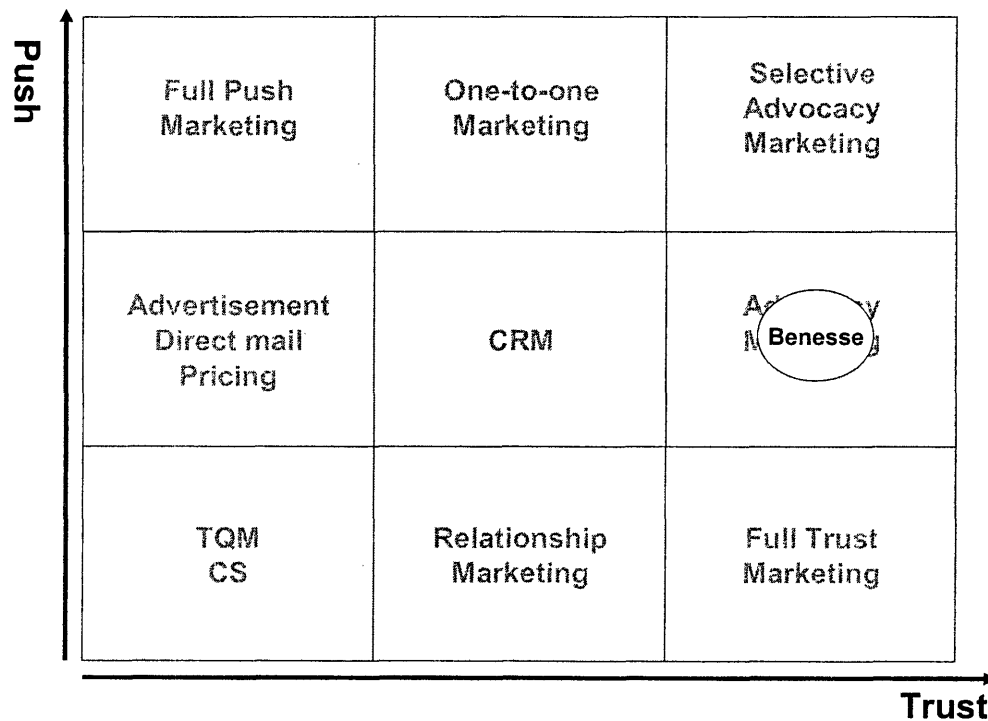 Push
Full Push
Marketing
One-to-one
Marketing
Selective
Advocacy
Marketing
Advertisement
Direct mail
Pricing
CRM
Benesse
TQM
CS
Relationship
Marketing
Full Trust
Marketing
Trust